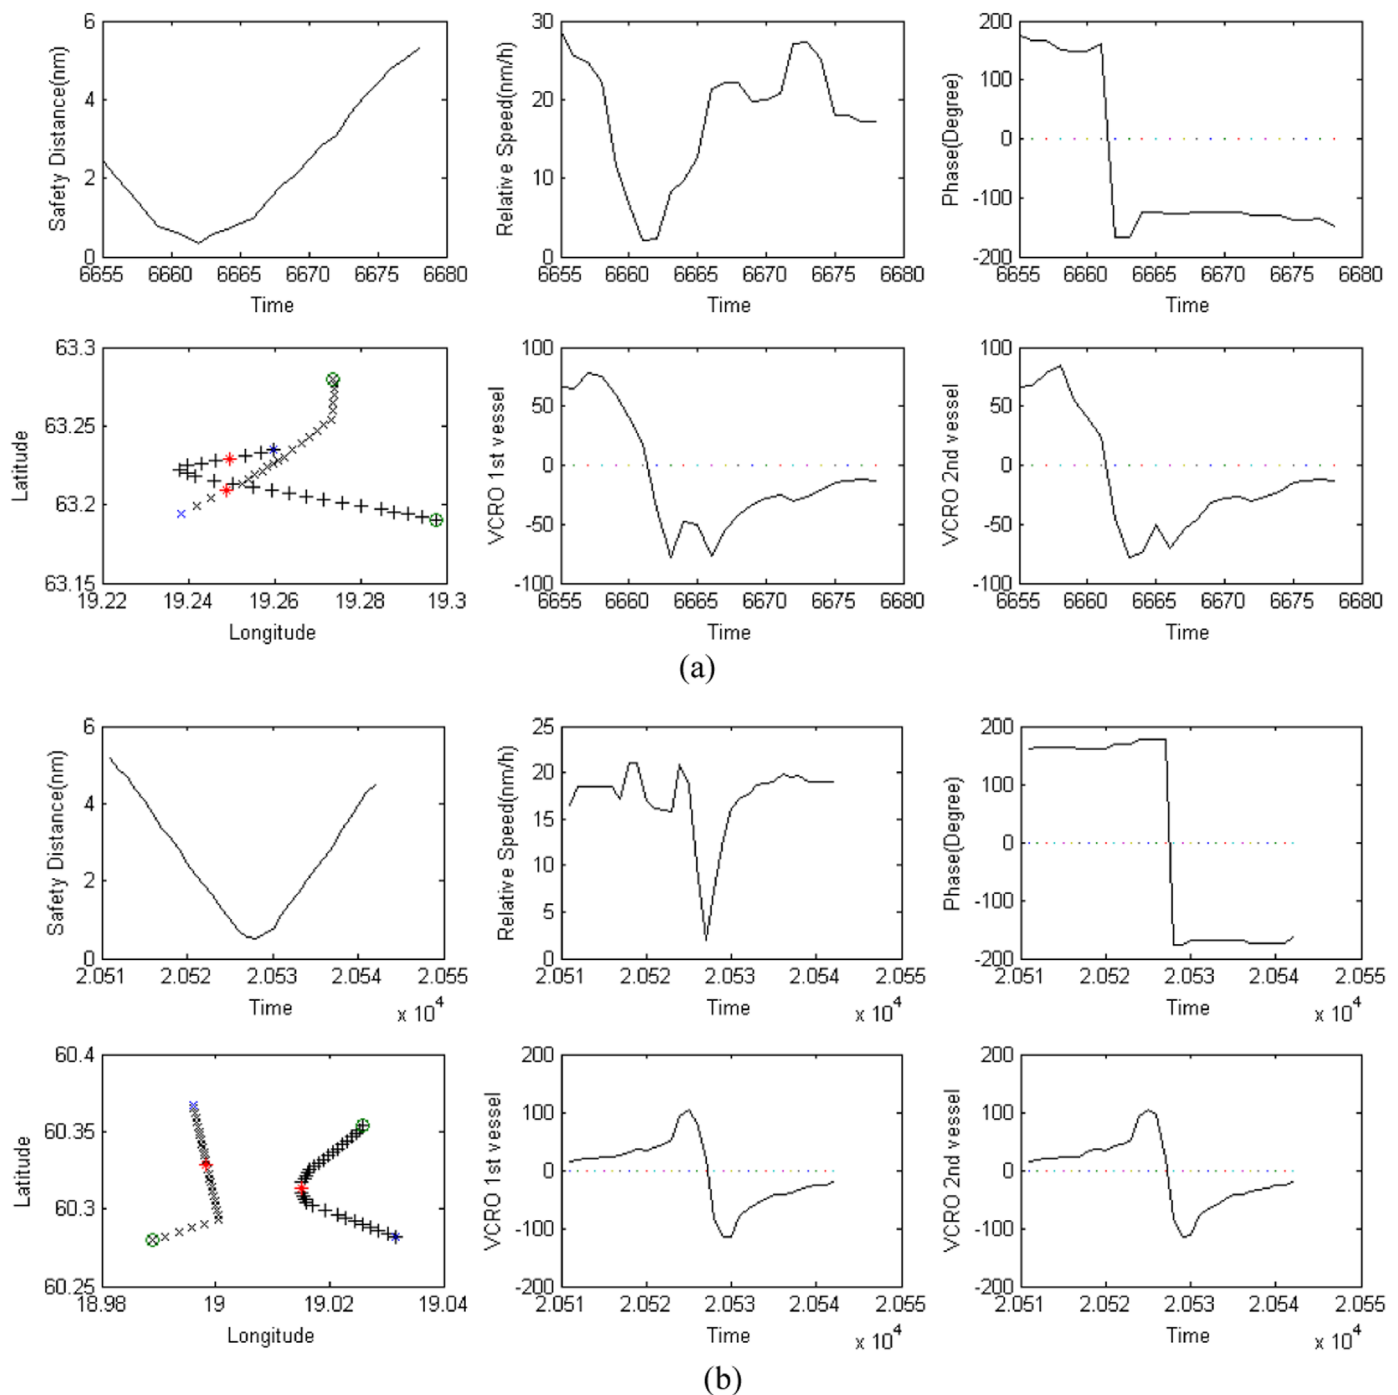 6
4
2
0
Safety Distance(nm)
6655 6660 6665 6670 6675 6680
Time
30
20
10
0
Relative Speed(nm/h)
6655 6660 6665 6670 6675 6680
Time
200
100
0
-100
-200
Phase(Degree)
6655 6660 6665 6670 6675 6680
Time
63.3
63.25
63.2
63.15
Latitude
19.22 19.24 19.26 19.28 19.3
Longitude
100
50
0
-50
-100
VCRO 1st vessel
6655 6660 6665 6670 6675 6680
Time
100
50
0
-50
-100
VCRO 2nd vessel
6655 6660 6665 6670 6675 6680
Time
(a)
6
4
2
0
Safety Distance(nm)
2.051 2.052 2.053 2.054 2.055
Time
x 10^4
25
20
15
10
5
0
Relative Speed(nm/h)
2.051 2.052 2.053 2.054 2.055
Time
x 10^4
200
100
0
-100
-200
Phase(Degree)
2.051 2.052 2.053 2.054 2.055
Time
x 10^4
60.4
60.35
60.3
60.25
Latitude
18.98 19 19.02 19.04
Longitude
200
100
0
-100
-200
VCRO 1st vessel
2.051 2.052 2.053 2.054 2.055
Time
x 10^4
200
100
0
-100
-200
VCRO 2nd vessel
2.051 2.052 2.053 2.054 2.055
Time
x 10^4
(b)